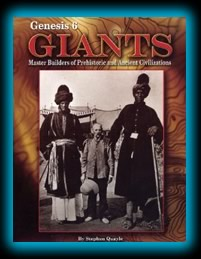 Genesis 6
GIANTS
Master Builders of Prehistoric and Ancient Civilizations
By Stephen Quayle